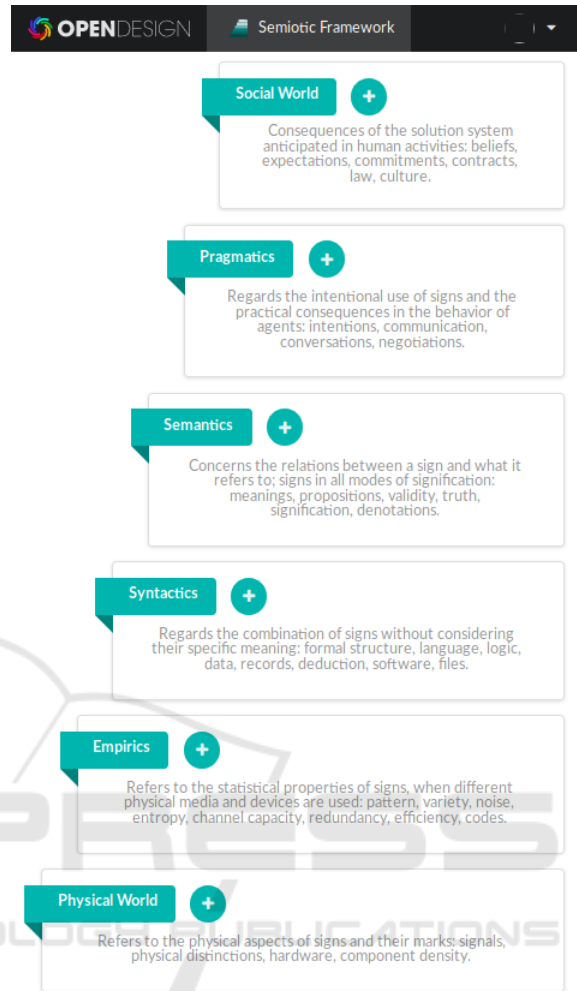 OPENDESIGN Semiotic Framework
Social World
Consequences of the solution system
anticipated in human activities: beliefs,
expectations, commitments, contracts,
law, culture.
Pragmatics
Regards the intentional use of signs and the
practical consequences in the behavior of
agents: intentions, communication,
conversations, negotiations.
Semantics
Concerns the relations between a sign and what it
refers to; signs in all modes of signification:
meanings, propositions, validity, truth,
signification, denotations.
Syntactics
Regards the combination of signs without considering
their specific meaning: formal structure, language, logic,
data, records, deduction, software, files.
Empirics
Refers to the statistical properties of signs, when different
physical media and devices are used: pattern, variety, noise,
entropy, channel capacity, redundancy, efficiency, codes.
PRESS
Physical World
OLOGY PUBLICATIONS
Refers to the physical aspects of signs and their marks: signals,
physical distinctions, hardware, component density.